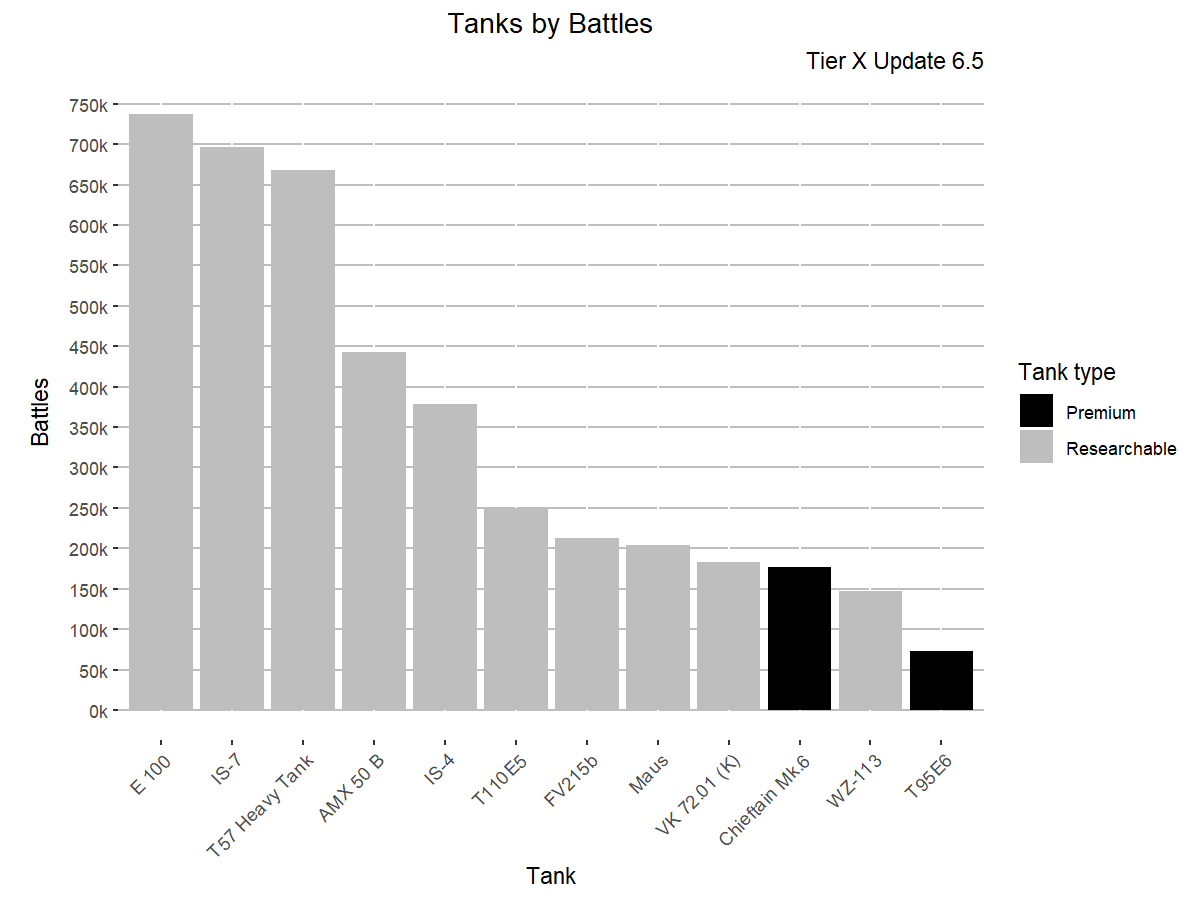 Tanks by Battles
Tier X Update 6.5
750k
700k
650k
600k
550k
500k
450k
400k
350k
300k
250k
200k
150k
100k
50k
0k
Battles
E 100
IS-7
T57 Heavy Tank
AMX 50 B
IS-4
T110E5
FV215b
Maus
VK 72.01 (K)
Chieftain Mk.6
WZ-113
T95E6
Tank
Tank type
Premium
Researchable